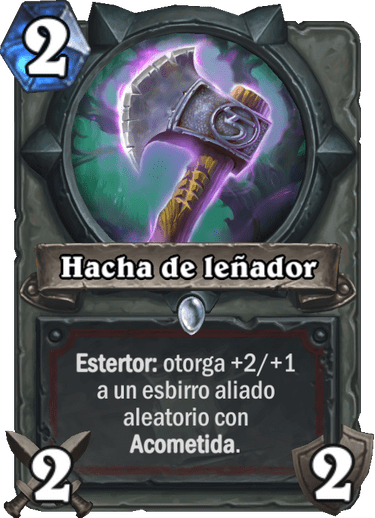 2
Hacha de leñador
Estertor: otorga +2/+1
a un esbirro aliado
aleatorio con
Acometida.
2
2